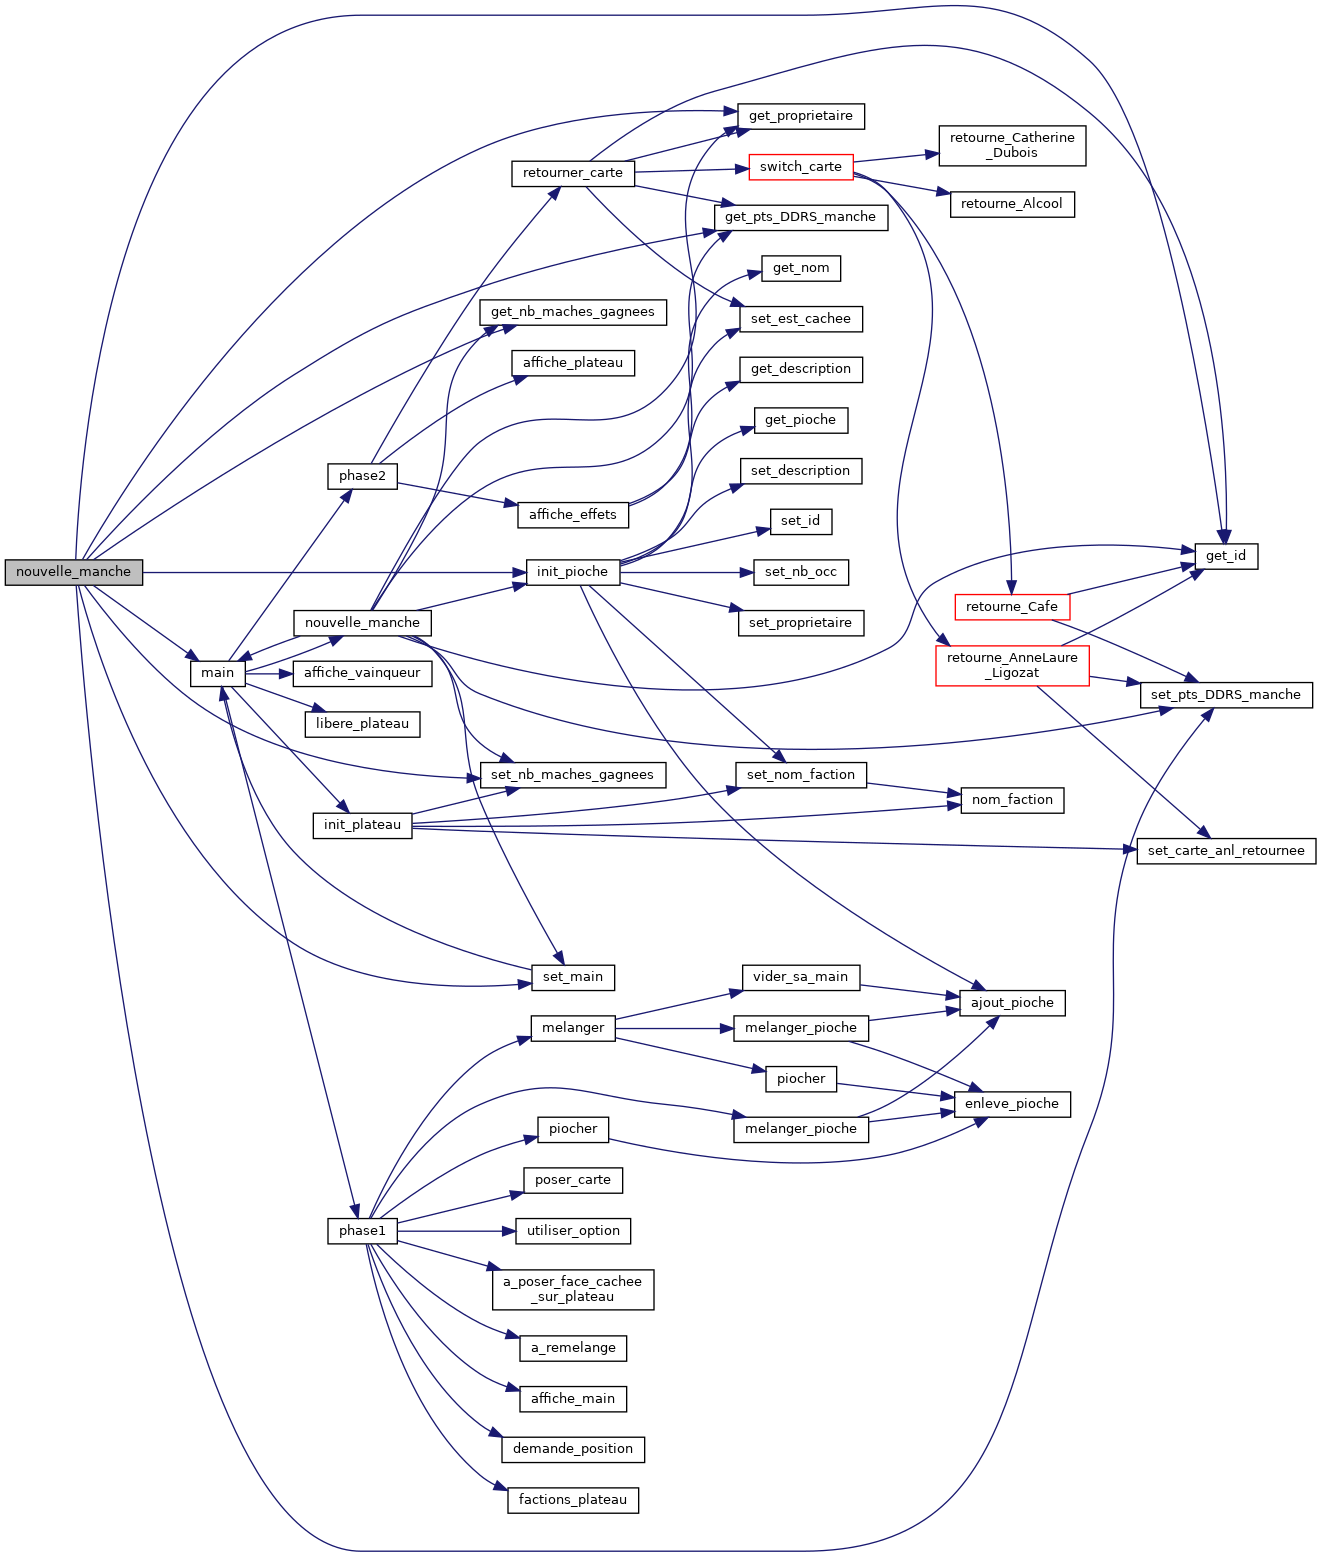 get_proprietaire
retourne_Catherine
_Dubois
retourner_carte
switch_carte
retourne_Alcool
get_pts_DDRS_manche
get_nom
get_nb_maches_gagnees
set_est_cachee
affiche_plateau
get_description
get_pioche
phase2
set_description
affiche_effets
set_id
get_id
nouvelle_manche
init_pioche
set_nb_occ
retourne_Cafe
nouvelle_manche
set_proprietaire
retourne_AnneLaure
_Ligozat
main
affiche_vainqueur
set_pts_DDRS_manche
libere_plateau
set_nb_maches_gagnees
set_nom_faction
nom_faction
init_plateau
set_carte_anl_retournee
set_main
vider_sa_main
ajout_pioche
melanger
melanger_pioche
piocher
enleve_pioche
piocher
melanger_pioche
poser_carte
phase1
utiliser_option
a_poser_face_cachee
_sur_plateau
a_remelange
affiche_main
demande_position
factions_plateau